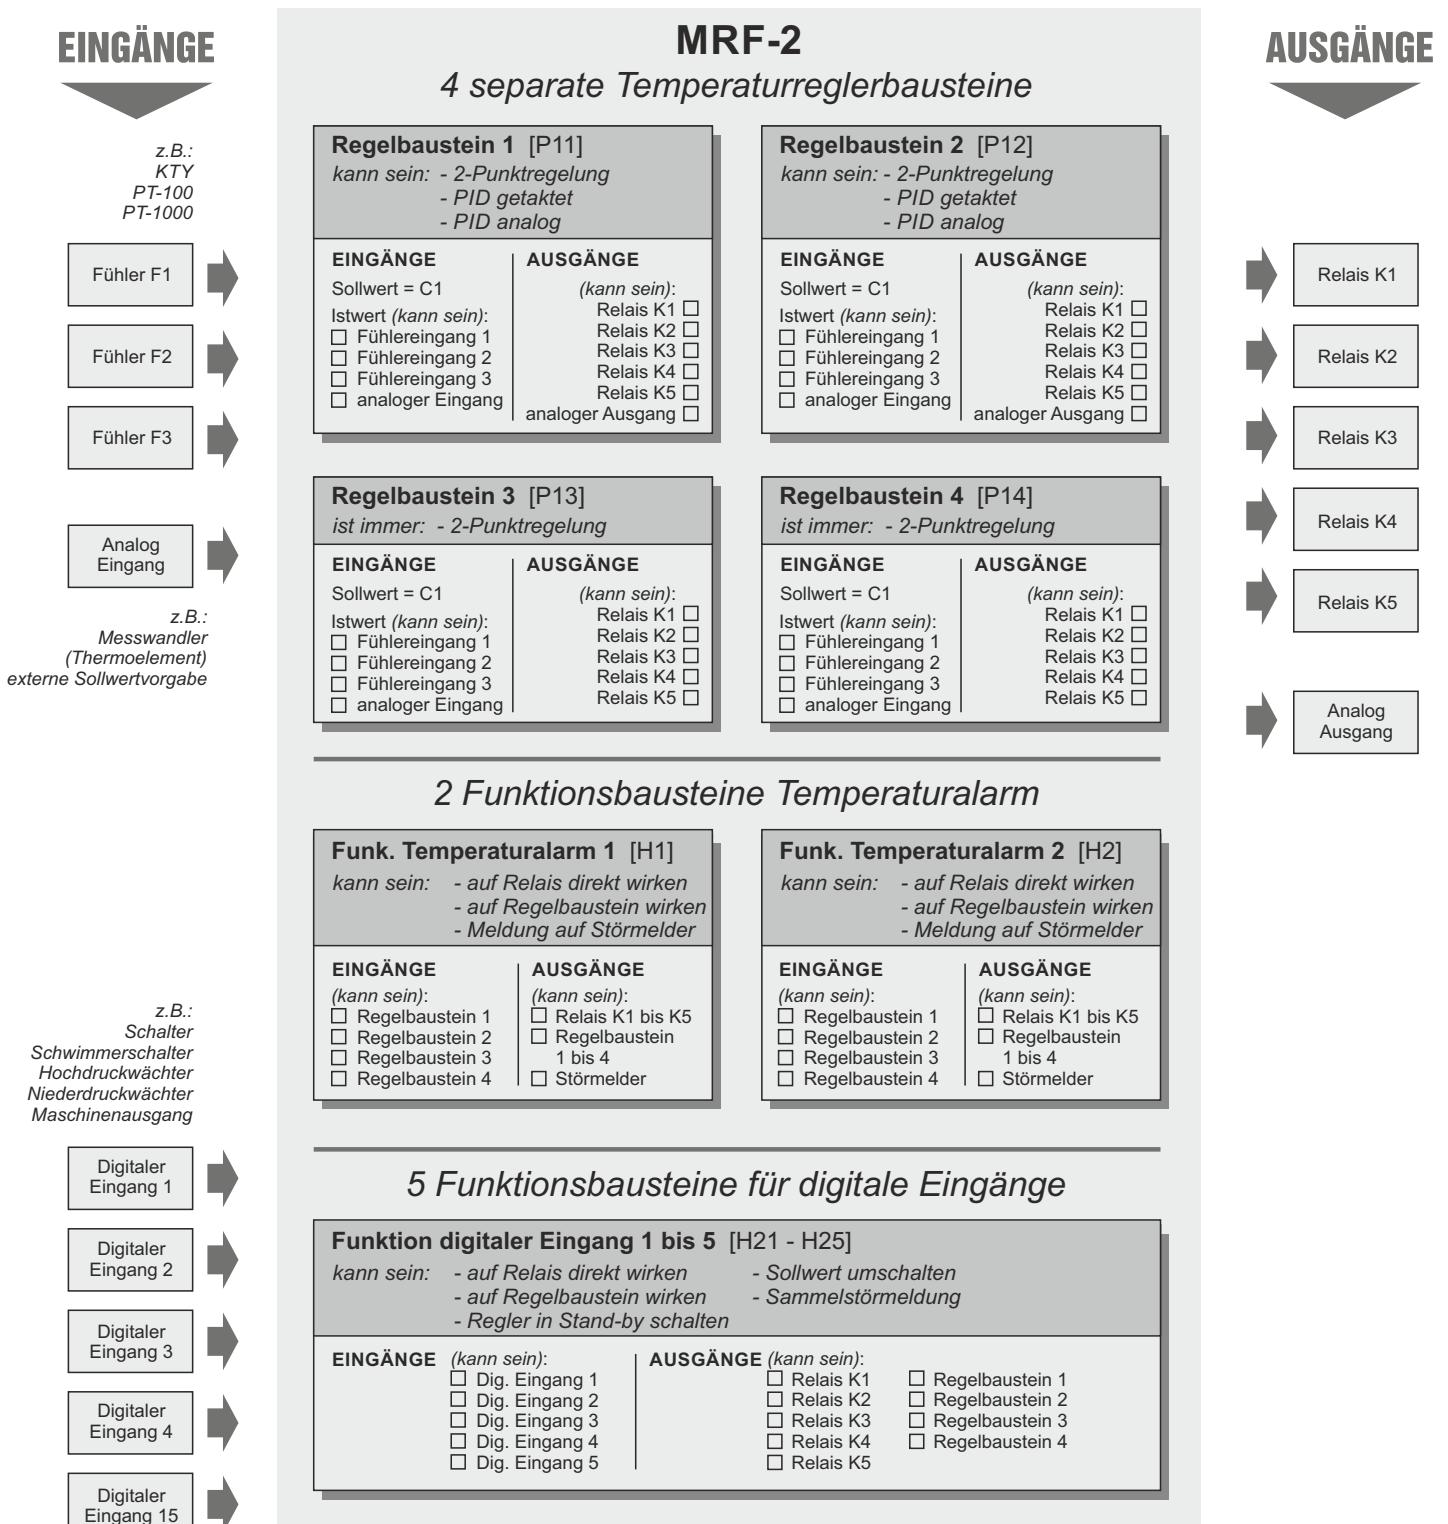 EINGÄNGE
z.B.:
KTY
PT-100
PT-1000
Fühler F1
Fühler F2
Fühler F3
Analog
Eingang
z.B.:
Messwandler
(Thermoelement)
externe Sollwertvorgabe
z.B.:
Schalter
Schwimmerschalter
Hochdruckwächter
Niederdruckwächter
Maschinenausgang
Digitaler
Eingang 1
Digitaler
Eingang 2
Digitaler
Eingang 3
Digitaler
Eingang 4
Digitaler
Eingang 15
MRF-2
4 separate Temperaturreglerbausteine
Regelbaustein 1 [P11]
kann sein: - 2-Punktregelung
- PID getaktet
- PID analog
EINGÄNGE
Sollwert = C1
Istwert (kann sein):
Fühlereingang 1
Fühlereingang 2
Fühlereingang 3
analoger Eingang
AUSGÄNGE
(kann sein):
Relais K1
Relais K2
Relais K3
Relais K4
Relais K5
analoger Ausgang
Regelbaustein 2 [P12]
kann sein: - 2-Punktregelung
- PID getaktet
- PID analog
EINGÄNGE
Sollwert = C1
Istwert (kann sein):
Fühlereingang 1
Fühlereingang 2
Fühlereingang 3
analoger Eingang
AUSGÄNGE
(kann sein):
Relais K1
Relais K2
Relais K3
Relais K4
Relais K5
analoger Ausgang
Regelbaustein 3 [P13]
ist immer: - 2-Punktregelung
EINGÄNGE
Sollwert = C1
Istwert (kann sein):
Fühlereingang 1
Fühlereingang 2
Fühlereingang 3
analoger Eingang
AUSGÄNGE
(kann sein):
Relais K1
Relais K2
Relais K3
Relais K4
Relais K5
Regelbaustein 4 [P14]
ist immer: - 2-Punktregelung
EINGÄNGE
Sollwert = C1
Istwert (kann sein):
Fühlereingang 1
Fühlereingang 2
Fühlereingang 3
analoger Eingang
AUSGÄNGE
(kann sein):
Relais K1
Relais K2
Relais K3
Relais K4
Relais K5
2 Funktionsbausteine Temperaturalarm
Funk. Temperaturalarm 1 [H1]
kann sein: - auf Relais direkt wirken
- auf Regelbaustein wirken
- Meldung auf Störmelder
EINGÄNGE
(kann sein):
Regelbaustein 1
Regelbaustein 2
Regelbaustein 3
Regelbaustein 4
AUSGÄNGE
(kann sein):
Relais K1 bis K5
Regelbaustein
1 bis 4
Störmelder
Funk. Temperaturalarm 2 [H2]
kann sein: - auf Relais direkt wirken
- auf Regelbaustein wirken
- Meldung auf Störmelder
EINGÄNGE
(kann sein):
Regelbaustein 1
Regelbaustein 2
Regelbaustein 3
Regelbaustein 4
AUSGÄNGE
(kann sein):
Relais K1 bis K5
Regelbaustein
1 bis 4
Störmelder
5 Funktionsbausteine für digitale Eingänge
Funktion digitaler Eingang 1 bis 5 [H21 - H25]
kann sein: - auf Relais direkt wirken - Sollwert umschalten
- auf Regelbaustein wirken - Sammelstörmeldung
- Regler in Stand-by schalten
EINGÄNGE (kann sein):
Dig. Eingang 1
Dig. Eingang 2
Dig. Eingang 3
Dig. Eingang 4
Dig. Eingang 5
AUSGÄNGE (kann sein):
Relais K1
Relais K2
Relais K3
Relais K4
Relais K5
Regelbaustein 1
Regelbaustein 2
Regelbaustein 3
Regelbaustein 4
AUSGÄNGE
Relais K1
Relais K2
Relais K3
Relais K4
Relais K5
Analog
Ausgang